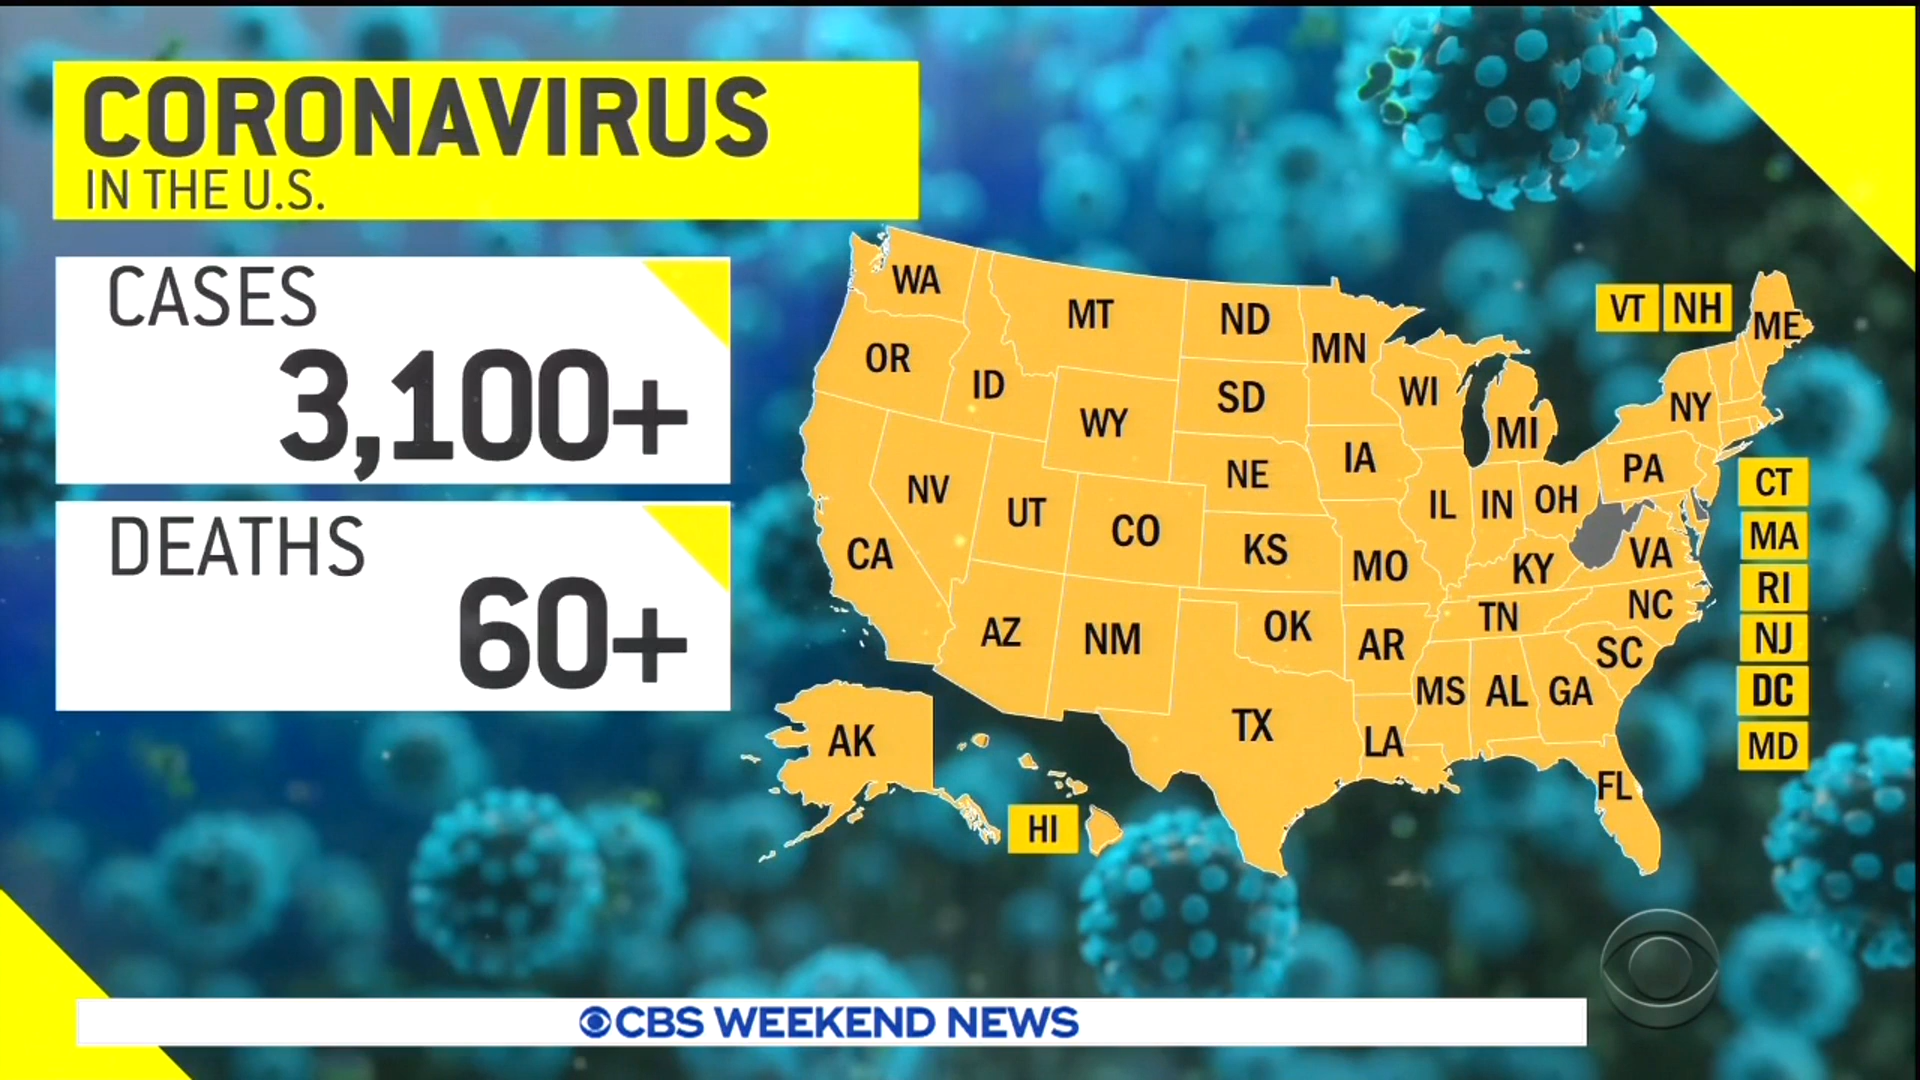 CORONAVIRUS
IN THE U.S.
CASES
3,100+
DEATHS
60+
WA
MT
ND
MN
VT
NH
ME
OR
ID
SD
WI
NY
WY
MI
NV
UT
CO
NE
IA
IL
IN
OH
PA
CT
CA
KS
MO
KY
VA
MA
RI
AZ
NM
OK
AR
TN
NC
SC
NJ
AK
TX
LA
MS
AL
GA
DC
MD
FL
HI
CBS WEEKEND NEWS